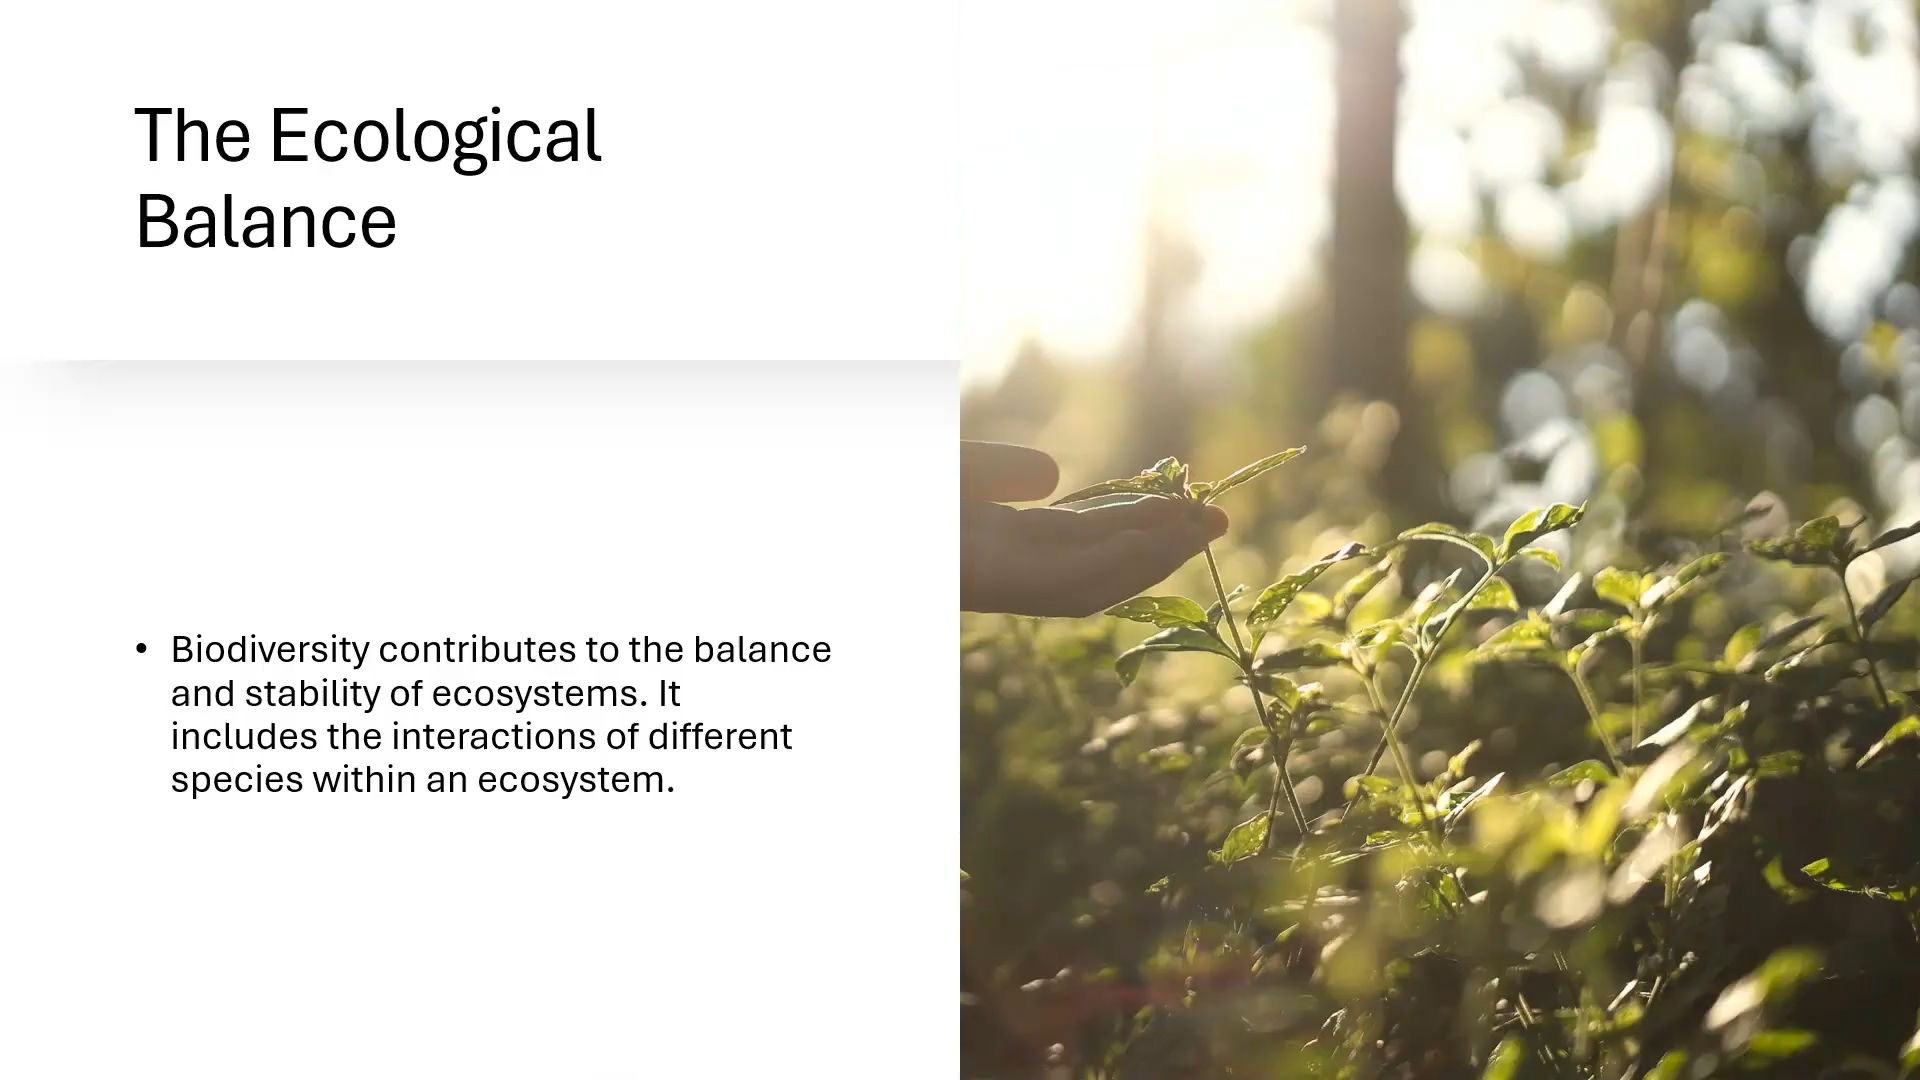 The Ecological
Balance
• Biodiversity contributes to the balance
and stability of ecosystems. It
includes the interactions of different
species within an ecosystem.